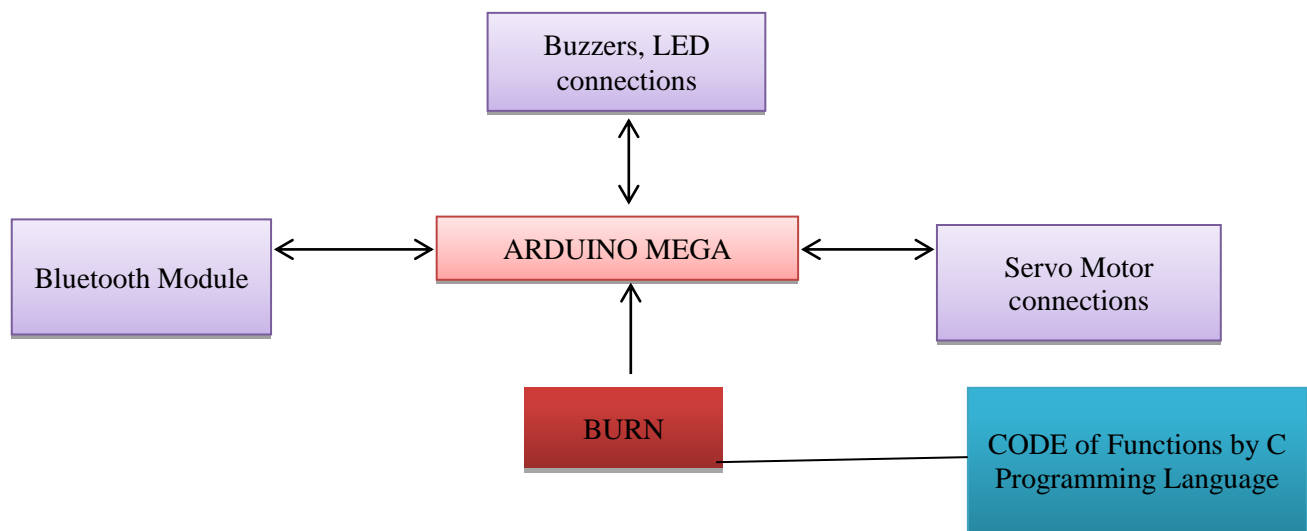 Buzzers, LED
connections
Bluetooth Module
ARDUINO MEGA
Servo Motor
connections
BURN
CODE of Functions by C
Programming Language